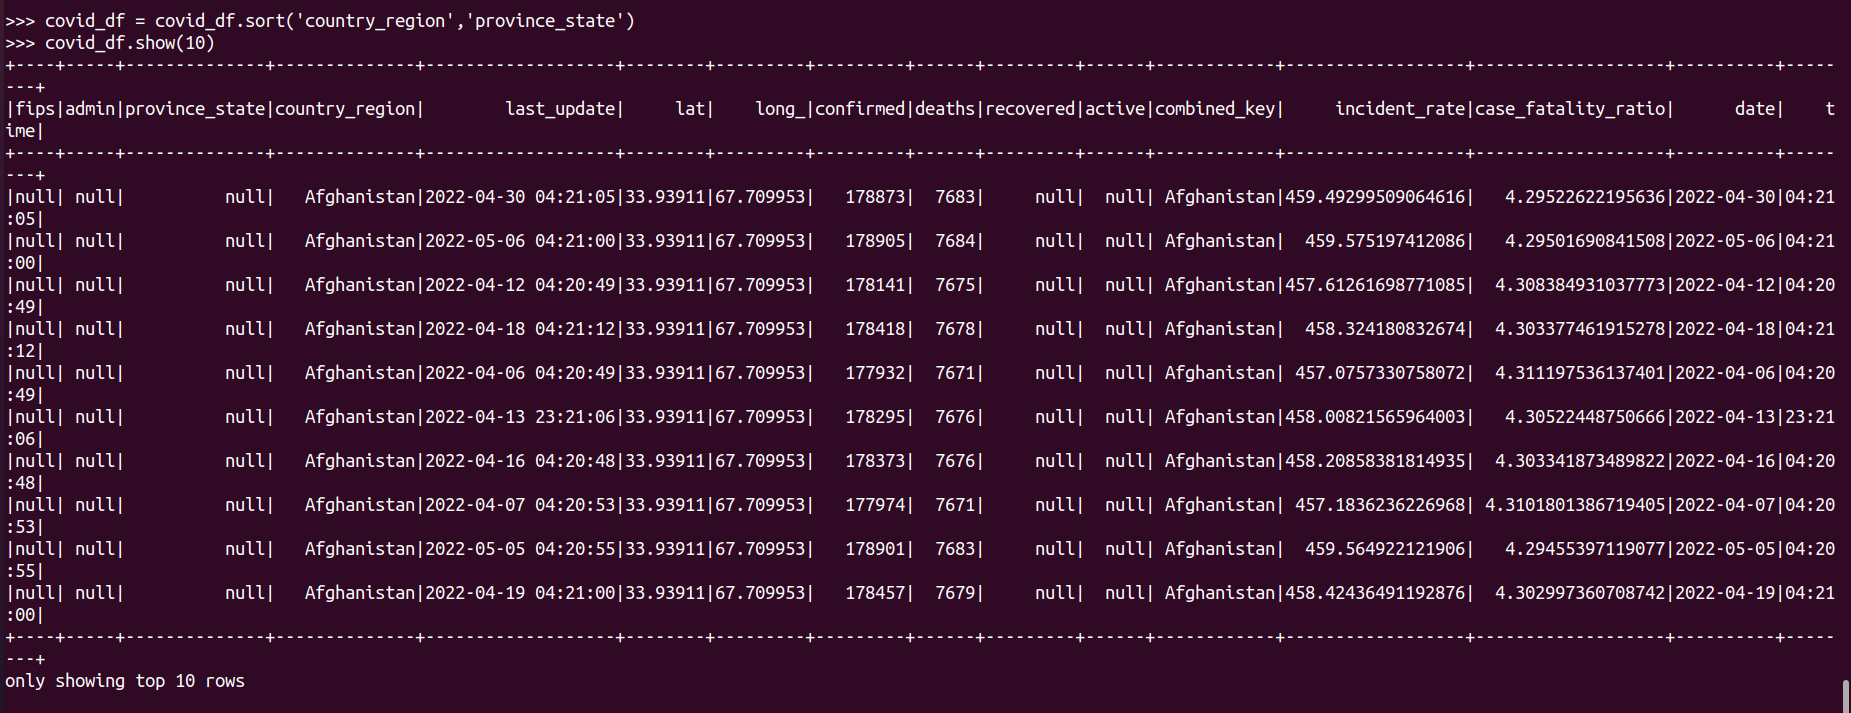 >>> covid_df = covid_df.sort('country_region','province_state')
>>> covid_df.show(10)
+----+-----+--------------+--------------+-------------------+--------+---------+---------+------+---------+------+------------+------------------+-------------------+----------+-----
---+
|fips|admin|province_state|country_region|        last_update|     lat|    long_|confirmed|deaths|recovered|active|combined_key|     incident_rate|case_fatality_ratio|      date|    t
ime|
+----+-----+--------------+--------------+-------------------+--------+---------+---------+------+---------+------+------------+------------------+-------------------+----------+-----
---+
|null| null|          null|   Afghanistan|2022-04-30 04:21:05|33.93911|67.709953|   178873|  7683|     null|  null| Afghanistan|459.49299509064616|   4.29522622195636|2022-04-30|04:21
:05|
|null| null|          null|   Afghanistan|2022-05-06 04:21:00|33.93911|67.709953|   178905|  7684|     null|  null| Afghanistan|  459.575197412086|   4.29501690841508|2022-05-06|04:21
:00|
|null| null|          null|   Afghanistan|2022-04-12 04:20:49|33.93911|67.709953|   178141|  7675|     null|  null| Afghanistan|457.61261698771085|  4.308384931037773|2022-04-12|04:20
:49|
|null| null|          null|   Afghanistan|2022-04-18 04:21:12|33.93911|67.709953|   178418|  7678|     null|  null| Afghanistan|  458.324180832674|  4.303377461915278|2022-04-18|04:21
:12|
|null| null|          null|   Afghanistan|2022-04-06 04:20:49|33.93911|67.709953|   177932|  7671|     null|  null| Afghanistan| 457.0757330758072|  4.311197536137401|2022-04-06|04:20
:49|
|null| null|          null|   Afghanistan|2022-04-13 23:21:06|33.93911|67.709953|   178295|  7676|     null|  null| Afghanistan|458.00821565964003|   4.30522448750666|2022-04-13|23:21
:06|
|null| null|          null|   Afghanistan|2022-04-16 04:20:48|33.93911|67.709953|   178373|  7676|     null|  null| Afghanistan|458.20858381814935|  4.303341873489822|2022-04-16|04:20
:48|
|null| null|          null|   Afghanistan|2022-04-07 04:20:53|33.93911|67.709953|   177974|  7671|     null|  null| Afghanistan| 457.1836236226968| 4.3101801386719405|2022-04-07|04:20
:53|
|null| null|          null|   Afghanistan|2022-05-05 04:20:55|33.93911|67.709953|   178901|  7683|     null|  null| Afghanistan|  459.564922121906|   4.29455397119077|2022-05-05|04:20
:55|
|null| null|          null|   Afghanistan|2022-04-19 04:21:00|33.93911|67.709953|   178457|  7679|     null|  null| Afghanistan|458.42436491192876|  4.302997360708742|2022-04-19|04:21
:00|
+----+-----+--------------+--------------+-------------------+--------+---------+---------+------+---------+------+------------+------------------+-------------------+----------+-----
---+
only showing top 10 rows